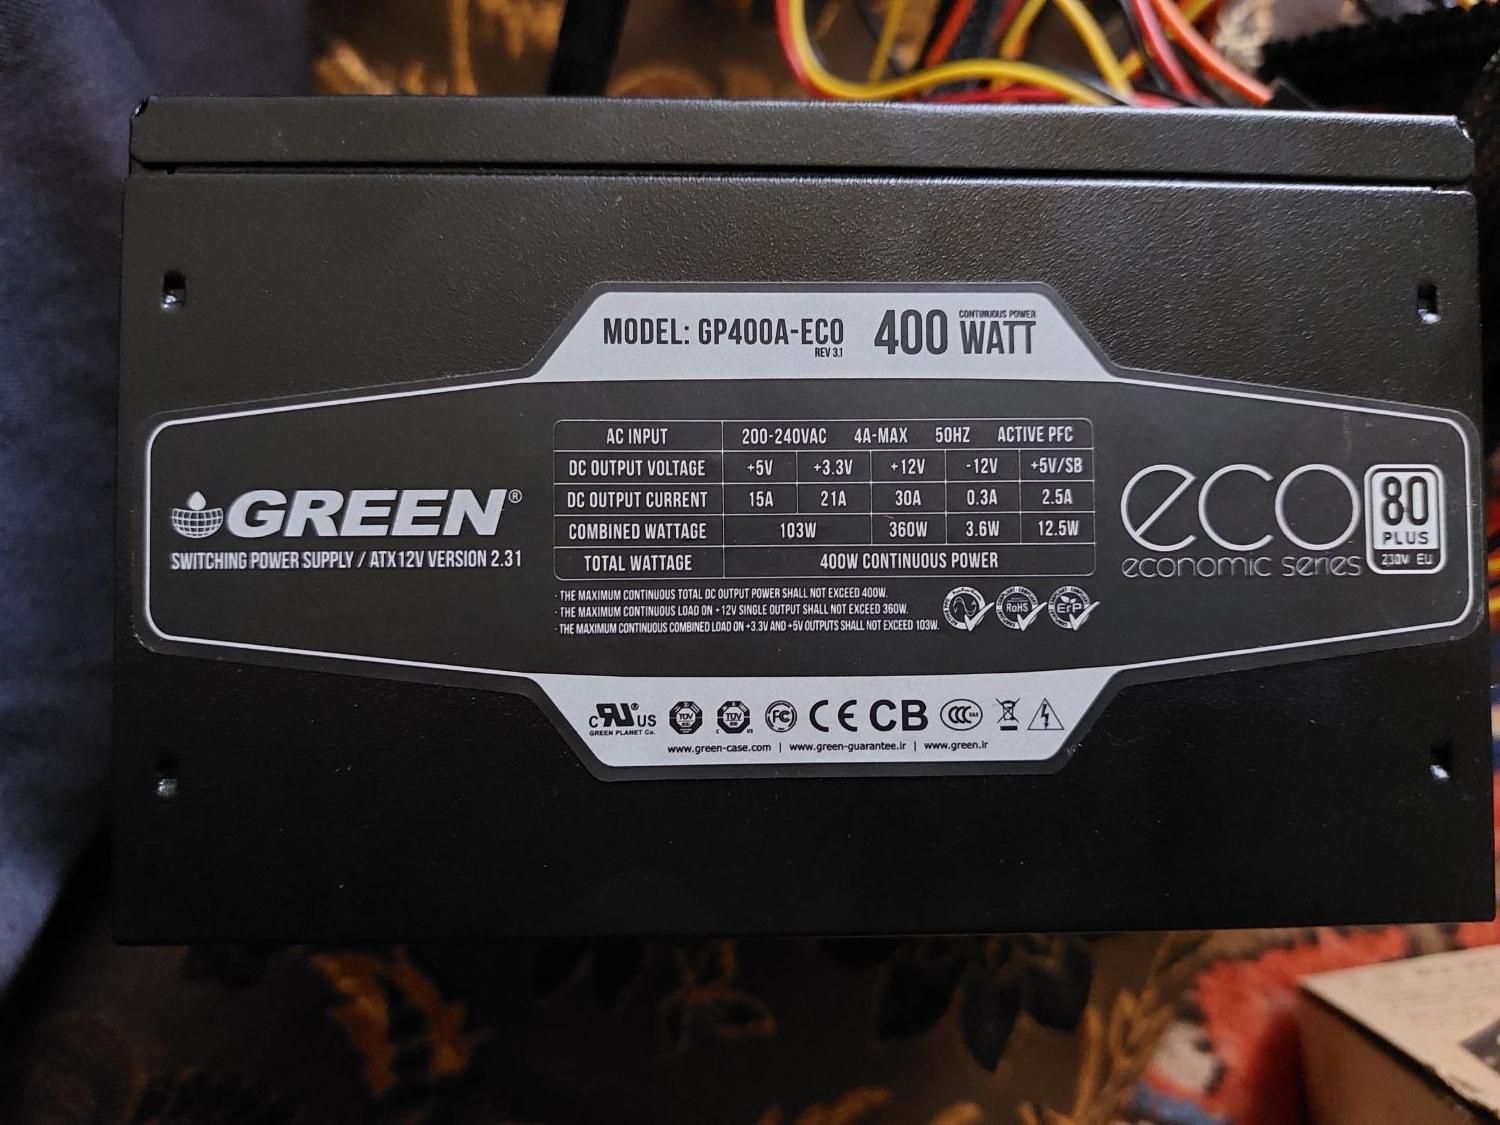 MODEL: GP400A-ECO 400 CONTINUOUS POWER WATT
REV 3.1
AC INPUT 200-240VAC 4A-MAX 50HZ ACTIVE PFC
DC OUTPUT VOLTAGE +5V +3.3V +12V -12V +5V/SB
DC OUTPUT CURRENT 15A 21A 30A 0.3A 2.5A
COMBINED WATTAGE 103W 360W 3.6W 12.5W
TOTAL WATTAGE 400W CONTINUOUS POWER
GREEN®
SWITCHING POWER SUPPLY / ATX12V VERSION 2.31
eco
economic series
80
PLUS
230V EU
- THE MAXIMUM CONTINUOUS TOTAL DC OUTPUT POWER SHALL NOT EXCEED 400W.
- THE MAXIMUM CONTINUOUS LOAD ON +12V SINGLE OUTPUT SHALL NOT EXCEED 360W.
- THE MAXIMUM CONTINUOUS COMBINED LOAD ON +3.3V AND +5V OUTPUTS SHALL NOT EXCEED 103W.
RoHS ErP
c RU® US TÜV TÜV FC CE CB CCC
GREEN PLANET Co.
www.green-case.com | www.green-guarantee.ir | www.green.ir